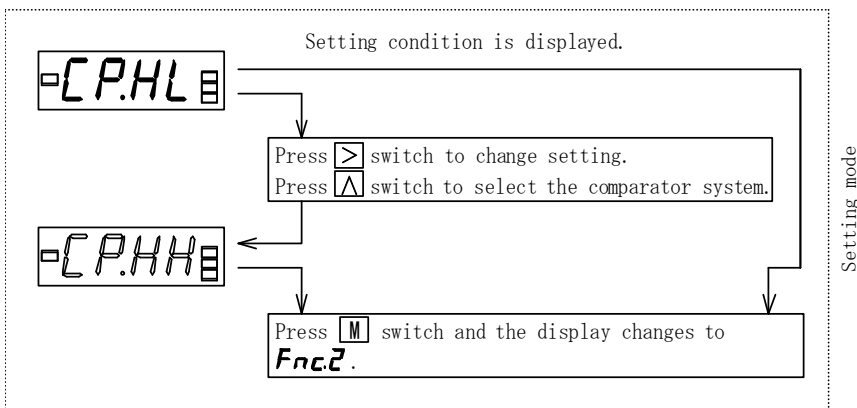 Setting condition is displayed.
-CP.HL
Press > switch to change setting.
Press ∧ switch to select the comparator system.
-CP.HH
Press M switch and the display changes to
Fnc.2.
Setting mode